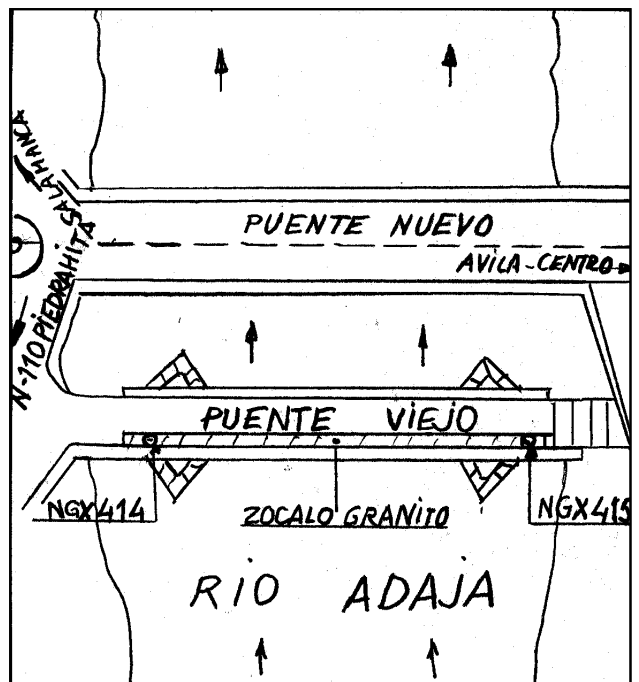 SALAMANCA
N-110 PIEDRAHITA
PUENTE NUEVO
AVILA-CENTRO
PUENTE VIEJO
NGX414
ZOCALO GRANITO
NGX415
RIO ADAJA